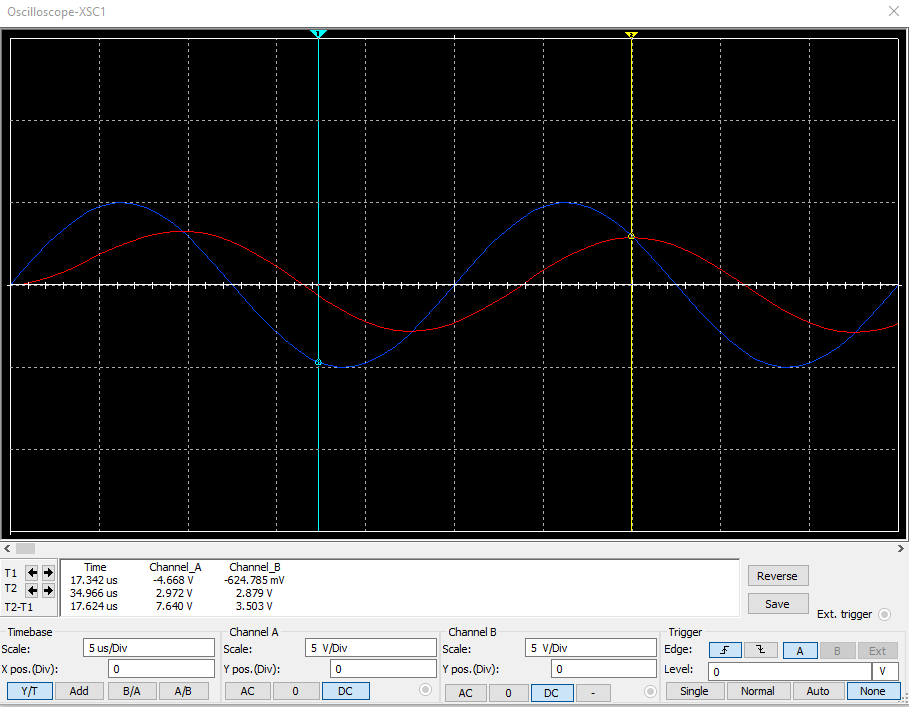 Oscilloscope-XSC1
1
2
T1
T2
T2-T1
Time Channel_A Channel_B
17.342 us -4.668 V -624.785 mV
34.966 us 2.972 V 2.879 V
17.624 us 7.640 V 3.503 V
Reverse
Save
Ext. trigger
Timebase
Scale: 5 us/Div
X pos.(Div): 0
Y/T Add B/A A/B
Channel A
Scale: 5 V/Div
Y pos.(Div): 0
AC 0 DC
Channel B
Scale: 5 V/Div
Y pos.(Div): 0
AC 0 DC -
Trigger
Edge: A B Ext
Level: 0 V
Single Normal Auto None